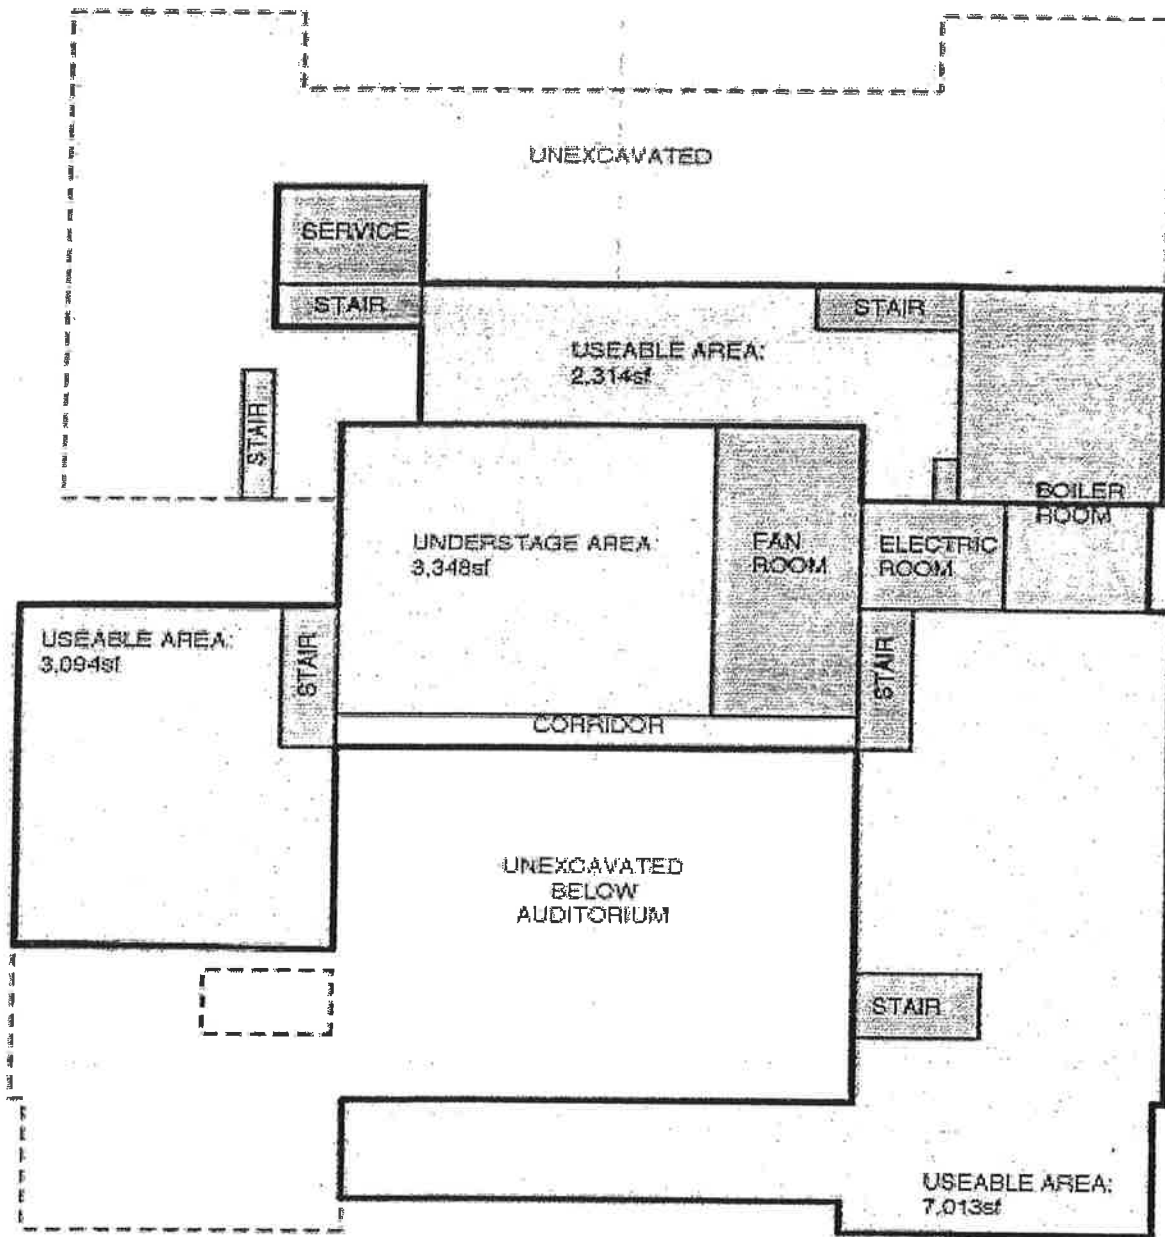 UNEXCAVATED
SERVICE
STAIR
STAIR
USEABLE AREA:
2,314sf
STAIR
BOILER
ROOM
UNDERSTAGE AREA:
3,348sf
FAN
ROOM
ELECTRIC
ROOM
USEABLE AREA:
3,094sf
STAIR
STAIR
CORRIDOR
UNEXCAVATED
BELOW
AUDITORIUM
STAIR
USEABLE AREA:
7,013sf